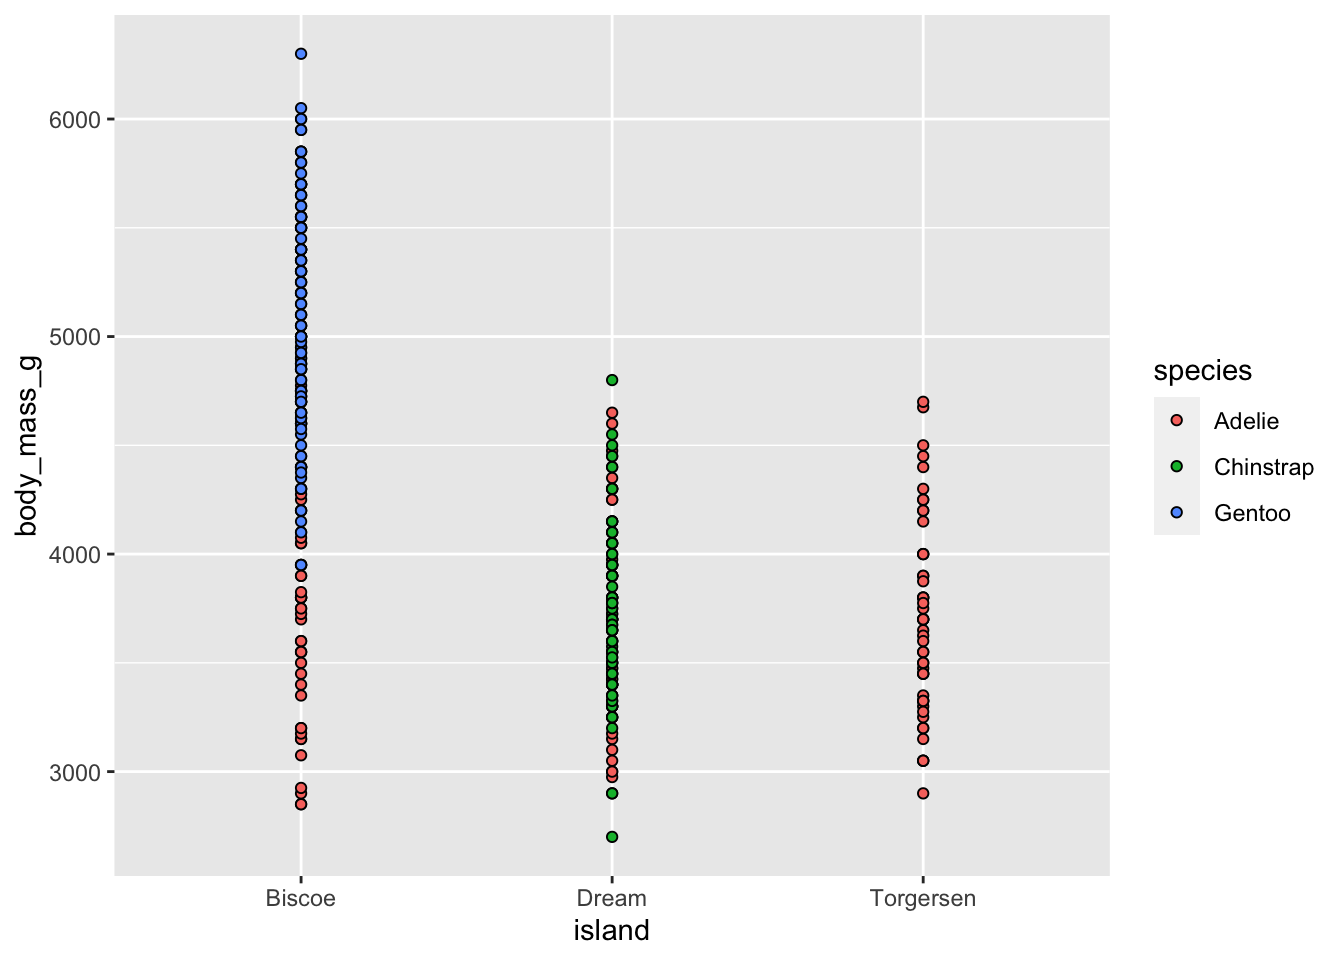 6000
5000
4000
3000
body_mass_g
Biscoe
Dream
Torgersen
island
species
Adelie
Chinstrap
Gentoo